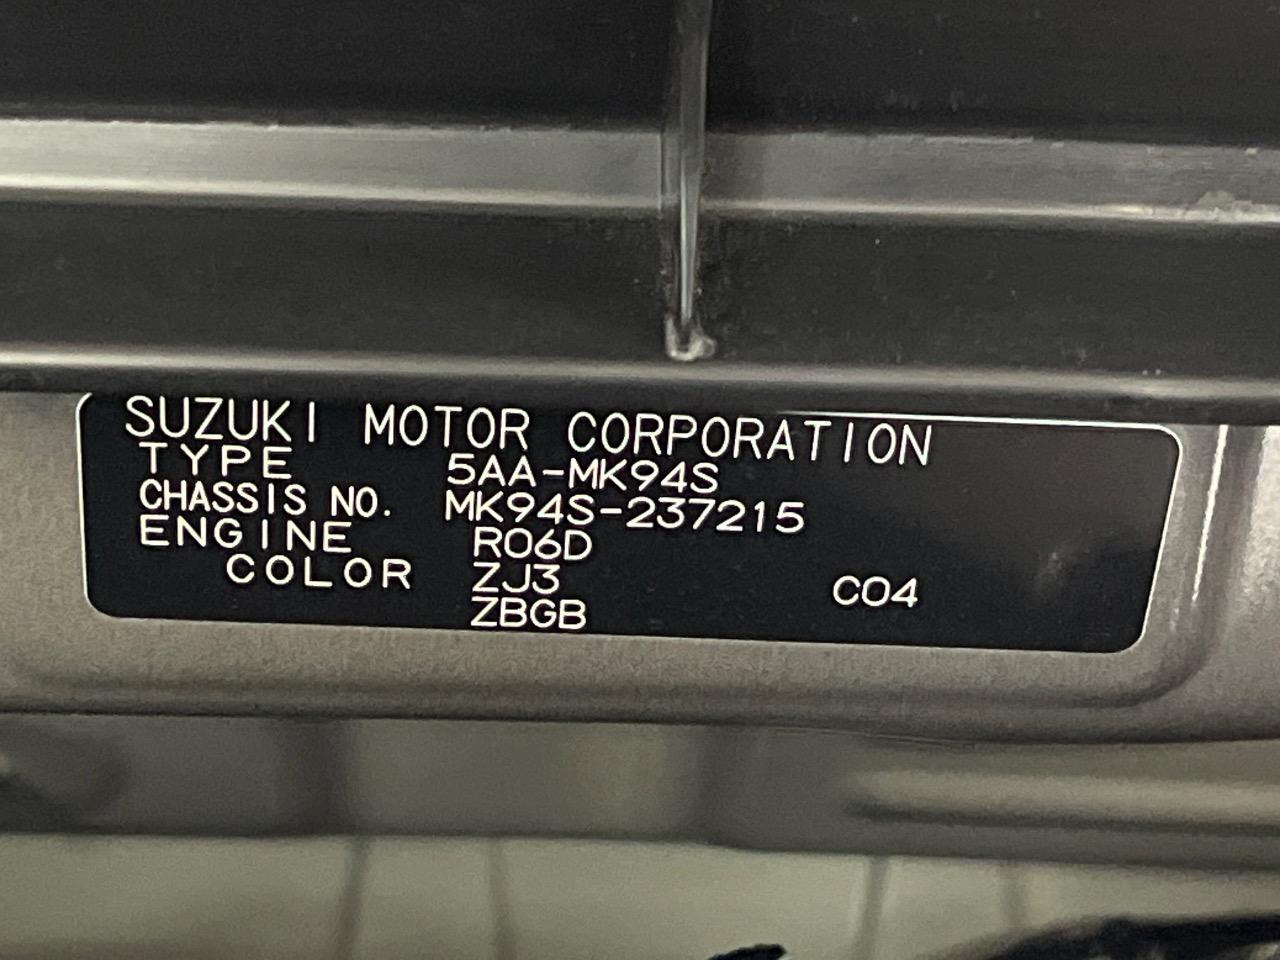 SUZUKI MOTOR CORPORATION
TYPE 5AA-MK94S
CHASSIS NO. MK94S-237215
ENGINE R06D
COLOR ZJ3 C04
ZBGB